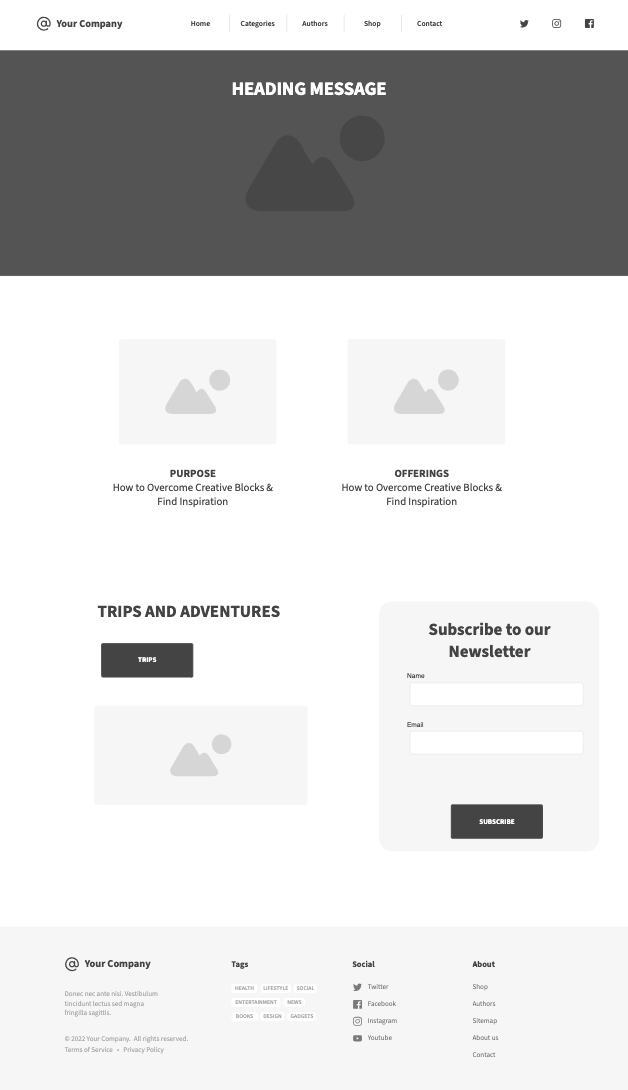 @ Your Company
Home
Categories
Authors
Shop
Contact
HEADING MESSAGE
PURPOSE
How to Overcome Creative Blocks &
Find Inspiration
OFFERINGS
How to Overcome Creative Blocks &
Find Inspiration
TRIPS AND ADVENTURES
TRIPS
Subscribe to our
Newsletter
Name
Email
SUBSCRIBE
@ Your Company
Donec nec ante nisl. Vestibulum
tincidunt lectus sed magna
fringilla sagittis.
© 2022 Your Company. All rights reserved.
Terms of Service • Privacy Policy
Tags
HEALTH LIFESTYLE SOCIAL
ENTERTAINMENT NEWS
BOOKS DESIGN GADGETS
Social
Twitter
Facebook
Instagram
Youtube
About
Shop
Authors
Sitemap
About us
Contact